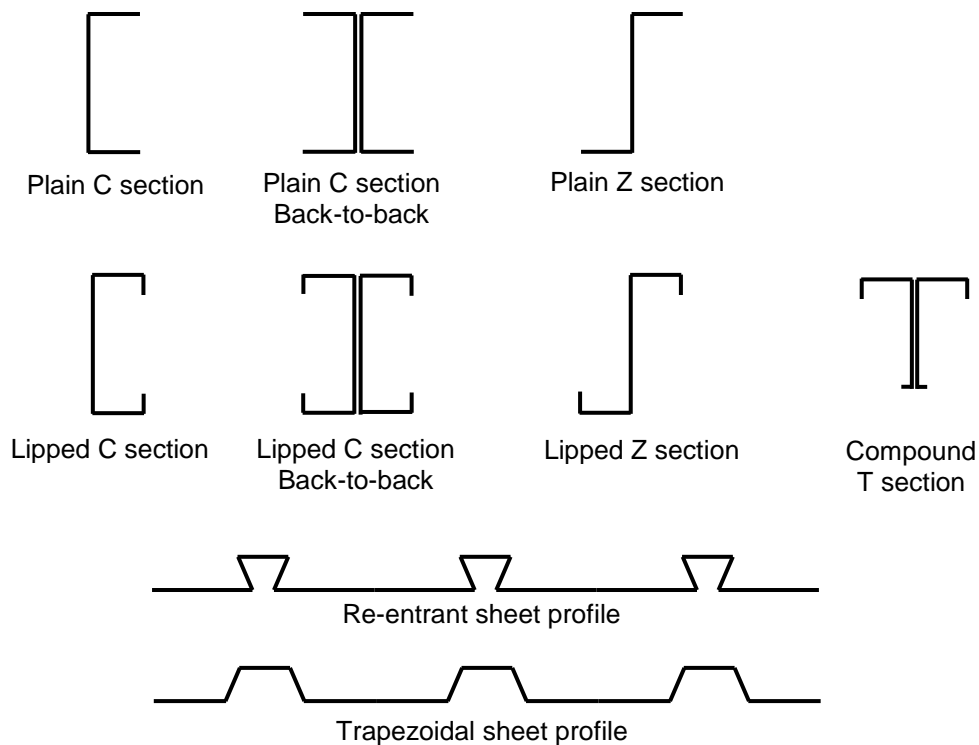 Plain C section
Plain C section
Back-to-back
Plain Z section
Lipped C section
Lipped C section
Back-to-back
Lipped Z section
Compound
T section
Re-entrant sheet profile
Trapezoidal sheet profile